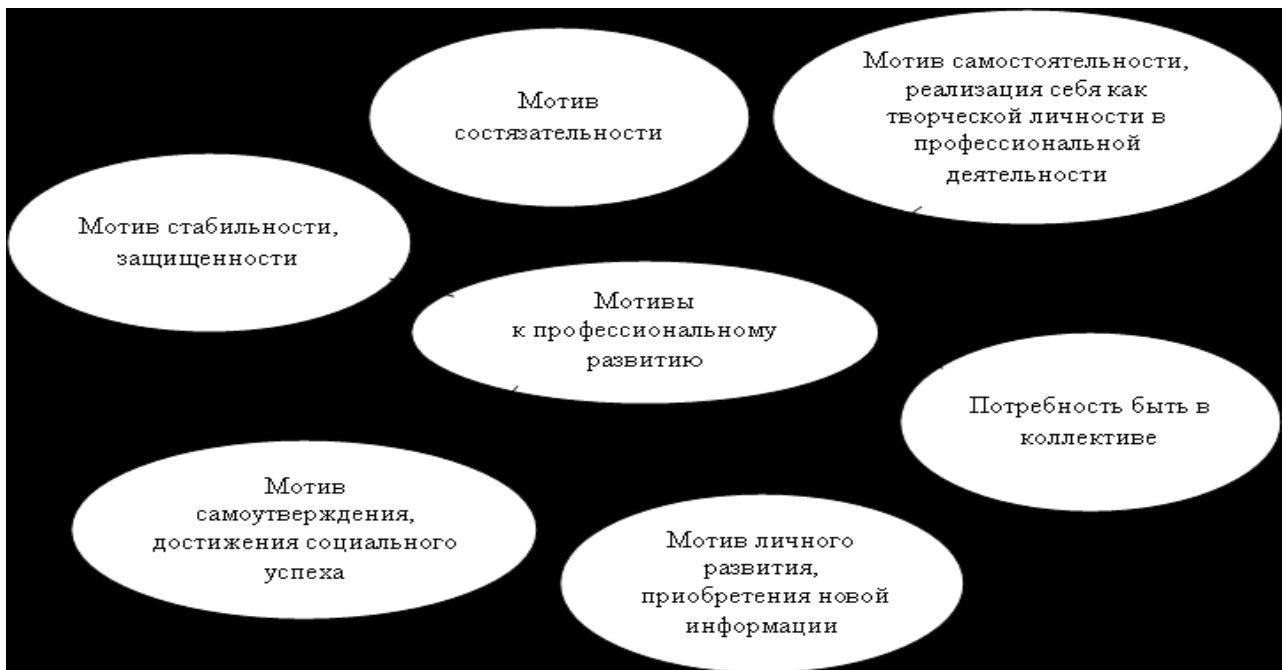 Мотив
состязательности
Мотив самостоятельности,
реализация себя как
творческой личности в
профессиональной
деятельности
Мотив стабильности,
защищенности
Мотивы
к профессиональному
развитию
Потребность быть в
коллективе
Мотив
самоутверждения,
достижения социального
успеха
Мотив личного
развития,
приобретения новой
информации